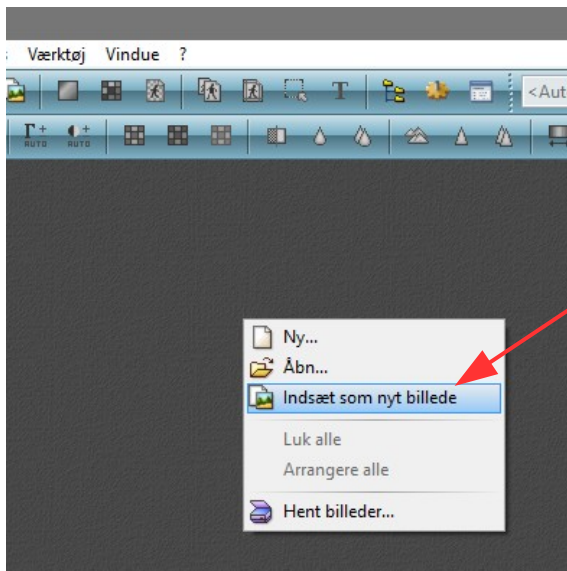 Værktøj Vindue ?
T
<Aut
AUTO AUTO
Ny...
Åbn...
Indsæt som nyt billede
Luk alle
Arrangere alle
Hent billeder...